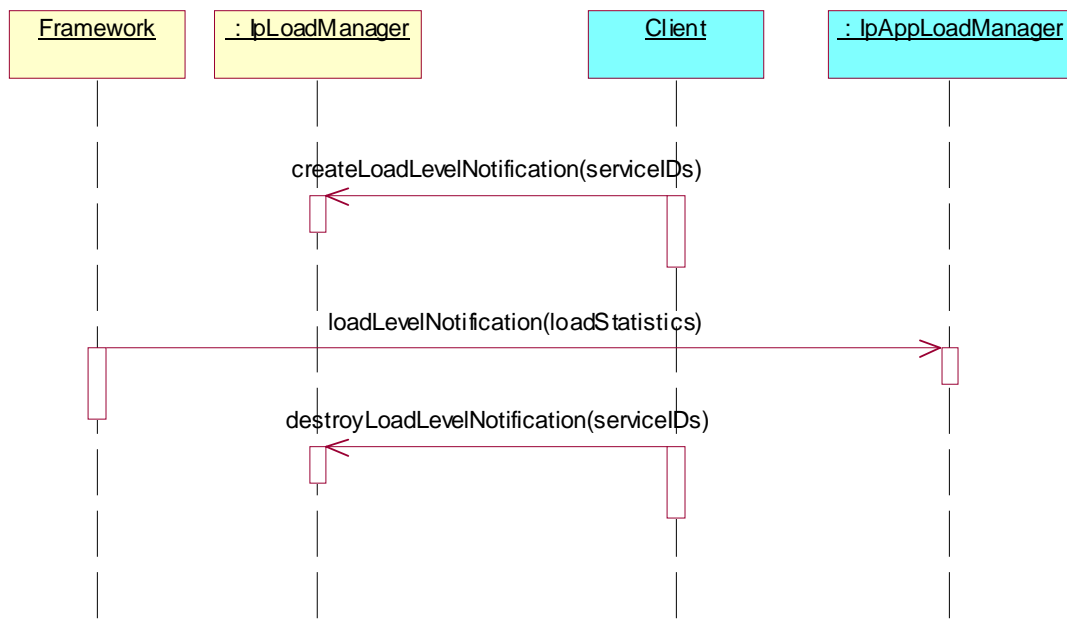 Framework
: IpLoadManager
Client
: IpAppLoadManager
createLoadLevelNotification(serviceIDs)
loadLevelNotification(loadStatistics)
destroyLoadLevelNotification(serviceIDs)